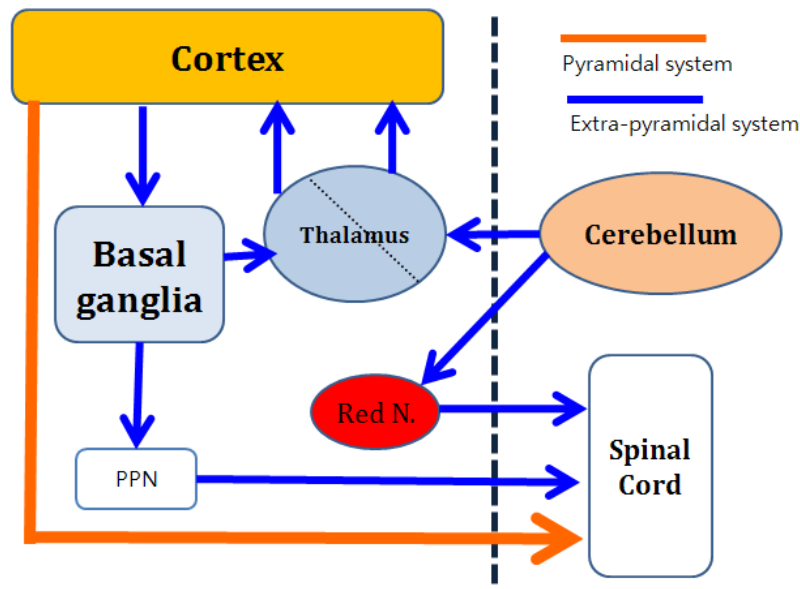 Cortex
Pyramidal system
Extra-pyramidal system
Thalamus
Cerebellum
Basal
ganglia
Red N.
Spinal
Cord
PPN